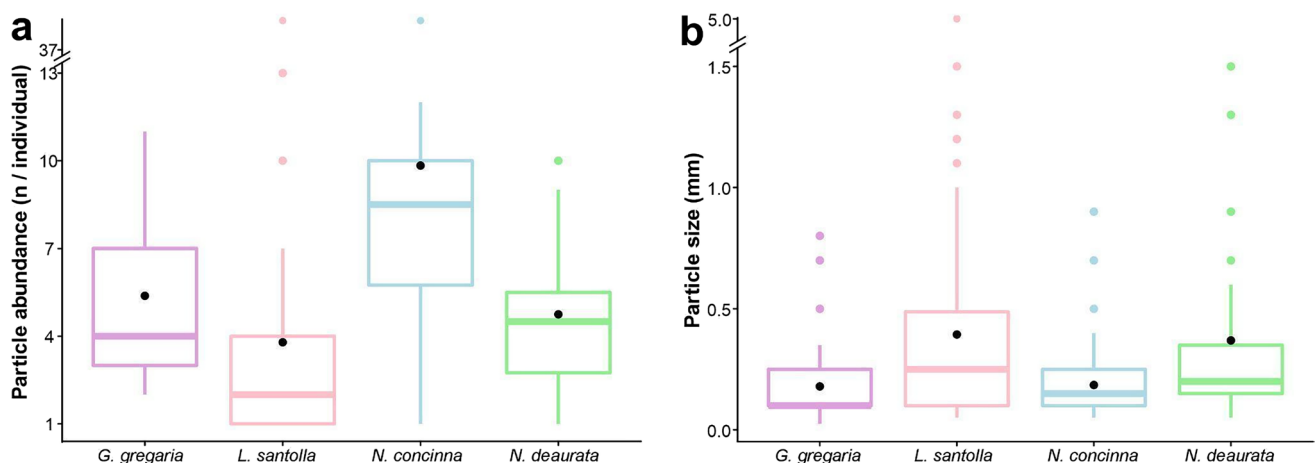 a
Particle abundance (n / individual)
37
13
10
7
4
1
G. gregaria
L. santolla
N. concinna
N. deaurata
b
Particle size (mm)
5.0
1.5
1.0
0.5
0.0
G. gregaria
L. santolla
N. concinna
N. deaurata